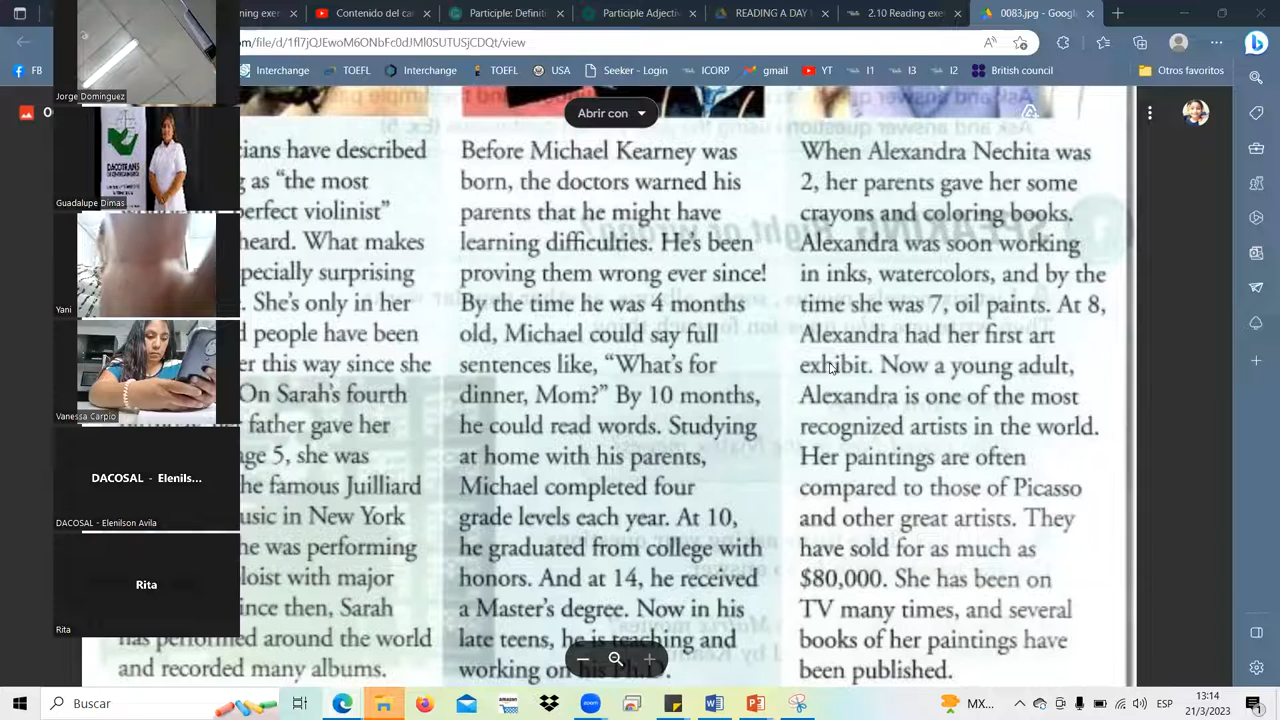 Contenido del car
Participle: Definit
Participle Adjectiv
READING A DAY I
2.10 Reading exer
0083.jpg - Google
om/file/d/1fl7jQJEwoM6ONbFc0dJMl0SUTUSjCDQt/view
FB
Interchange
TOEFL
Interchange
TOEFL
USA
Seeker - Login
ICORP
gmail
YT
I1
I3
I2
British council
Otros favoritos
Abrir con
Jorge Dominguez
Guadalupe Dimas
Yani
Vanessa Carpio
DACOSAL - Elenils...
DACOSAL - Elenilson Avila
Rita
Rita
cians have described
g as “the most
perfect violinist”
heard. What makes
pecially surprising
. She’s only in her
d people have been
er this way since she
On Sarah’s fourth
father gave her
age 5, she was
he famous Juilliard
usic in New York
he was performing
loist with major
ince then, Sarah
has performed around the world
and recorded many albums.
Before Michael Kearney was
born, the doctors warned his
parents that he might have
learning difficulties. He’s been
proving them wrong ever since!
By the time he was 4 months
old, Michael could say full
sentences like, “What’s for
dinner, Mom?” By 10 months,
he could read words. Studying
at home with his parents,
Michael completed four
grade levels each year. At 10,
he graduated from college with
honors. And at 14, he received
a Master’s degree. Now in his
late teens, he is teaching and
working on his Ph.D.
When Alexandra Nechita was
2, her parents gave her some
crayons and coloring books.
Alexandra was soon working
in inks, watercolors, and by the
time she was 7, oil paints. At 8,
Alexandra had her first art
exhibit. Now a young adult,
Alexandra is one of the most
recognized artists in the world.
Her paintings are often
compared to those of Picasso
and other great artists. They
have sold for as much as
$80,000. She has been on
TV many times, and several
books of her paintings have
been published.
Buscar
MX...
ESP
13:14
21/3/2023